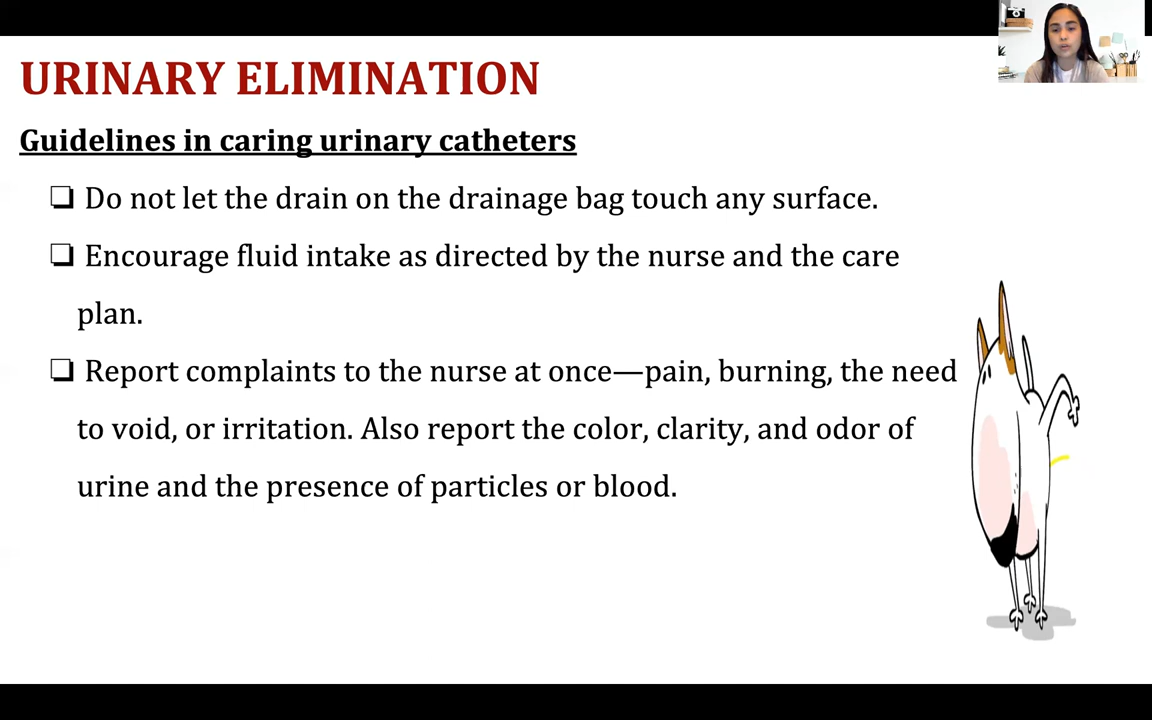 URINARY ELIMINATION
Guidelines in caring urinary catheters
❏ Do not let the drain on the drainage bag touch any surface.
❏ Encourage fluid intake as directed by the nurse and the care
plan.
❏ Report complaints to the nurse at once—pain, burning, the need
to void, or irritation. Also report the color, clarity, and odor of
urine and the presence of particles or blood.